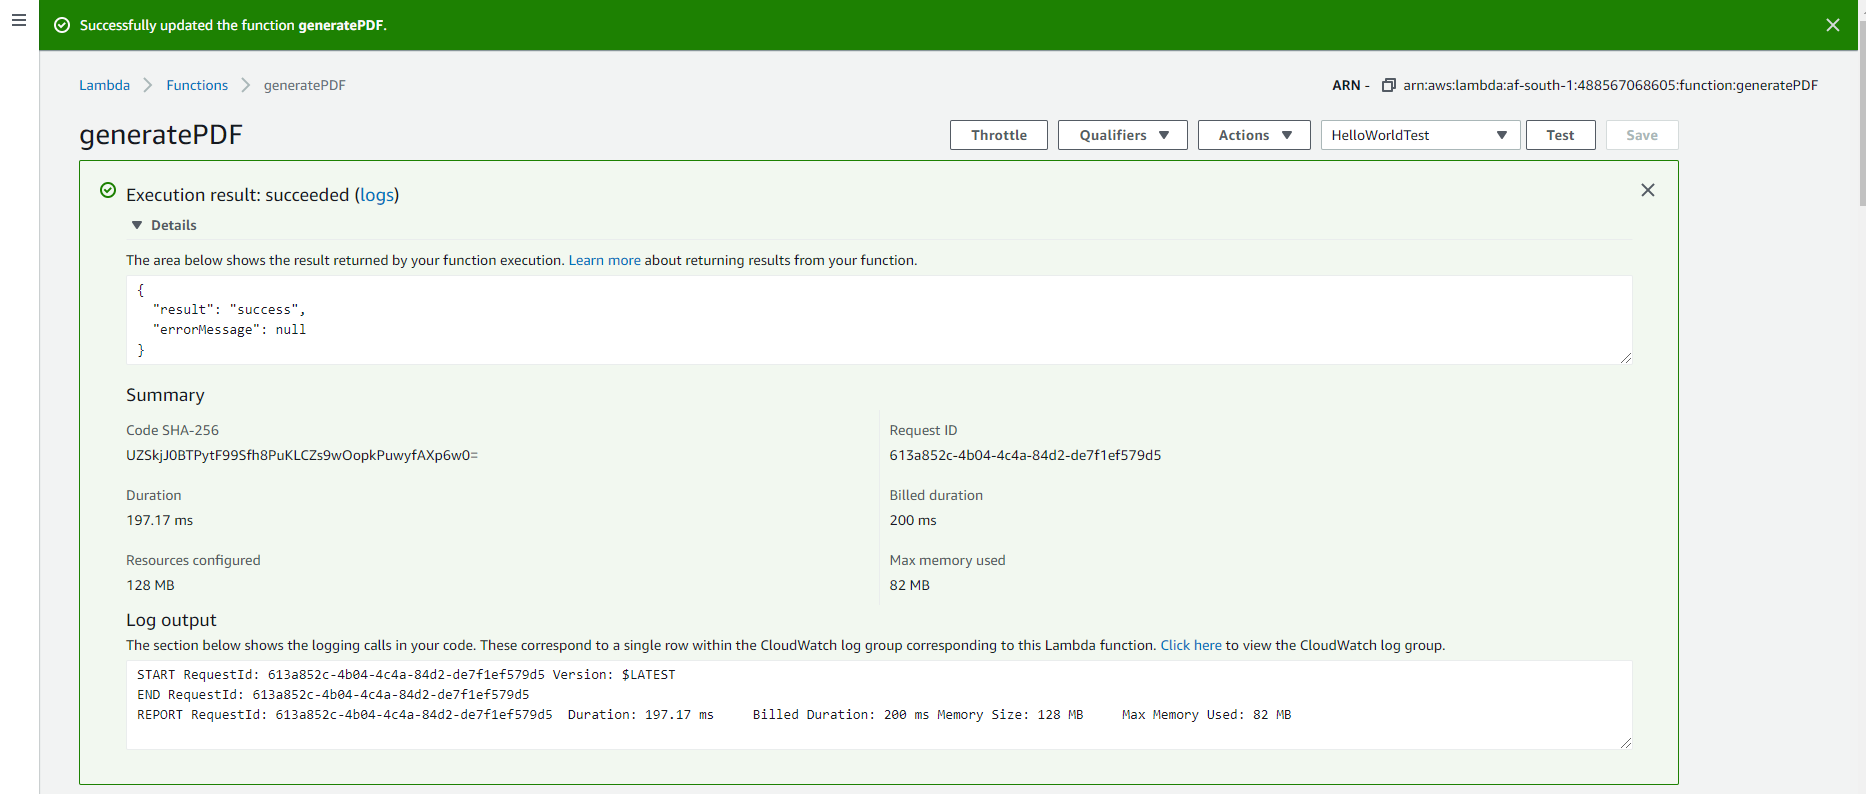 Successfully updated the function generatePDF.
Lambda Functions generatePDF
ARN - arn:aws:lambda:af-south-1:488567068605:function:generatePDF
generatePDF
Throttle Qualifiers Actions HelloWorldTest Test Save
Execution result: succeeded (logs)
Details
The area below shows the result returned by your function execution. Learn more about returning results from your function.
{
"result": "success",
"errorMessage": null
}
Summary
Code SHA-256
UZSkjJ0BTPytF99Sfh8PuKLCZs9wOopkPuwyfAXp6w0=
Request ID
613a852c-4b04-4c4a-84d2-de7f1ef579d5
Duration
197.17 ms
Billed duration
200 ms
Resources configured
128 MB
Max memory used
82 MB
Log output
The section below shows the logging calls in your code. These correspond to a single row within the CloudWatch log group corresponding to this Lambda function. Click here to view the CloudWatch log group.
START RequestId: 613a852c-4b04-4c4a-84d2-de7f1ef579d5 Version: $LATEST
END RequestId: 613a852c-4b04-4c4a-84d2-de7f1ef579d5
REPORT RequestId: 613a852c-4b04-4c4a-84d2-de7f1ef579d5 Duration: 197.17 ms Billed Duration: 200 ms Memory Size: 128 MB Max Memory Used: 82 MB